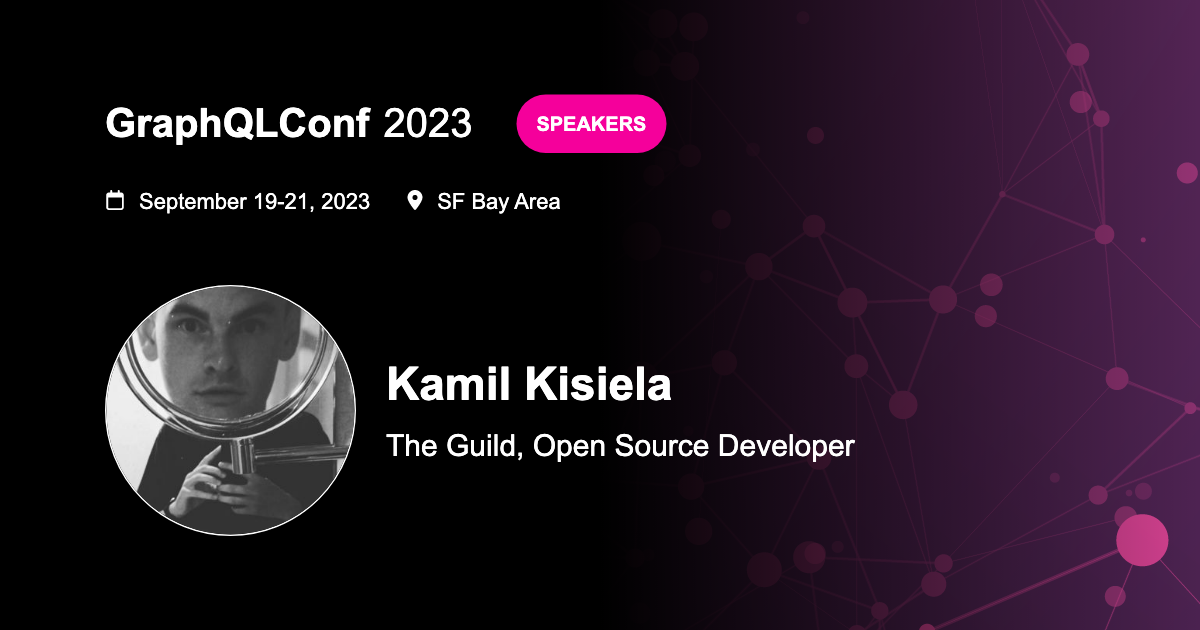 GraphQLConf 2023 SPEAKERS
September 19-21, 2023 SF Bay Area
Kamil Kisiela
The Guild, Open Source Developer